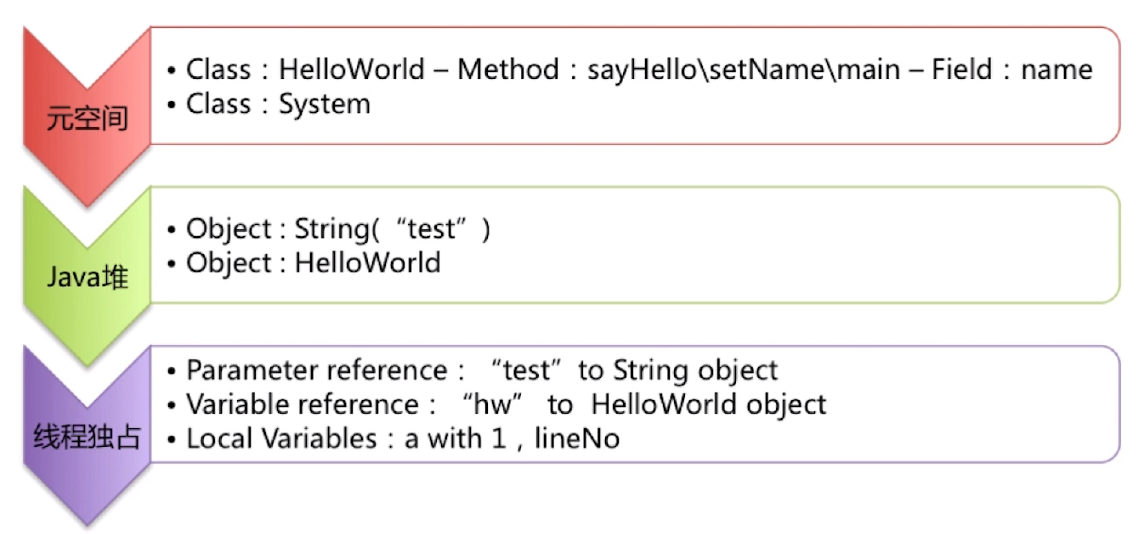 元空间
• Class：HelloWorld – Method：sayHello\setName\main – Field：name
• Class：System
Java堆
• Object : String(“test”)
• Object : HelloWorld
线程独占
• Parameter reference：“test” to String object
• Variable reference：“hw” to HelloWorld object
• Local Variables：a with 1，lineNo